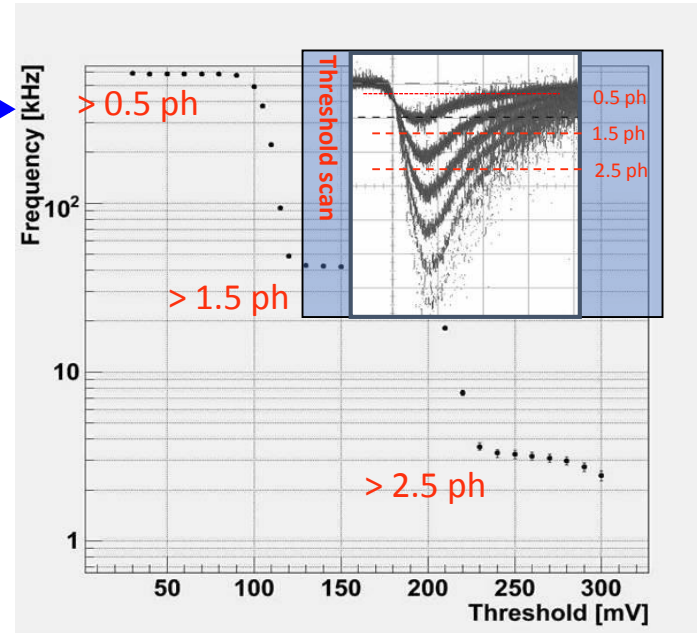 Frequency [kHz]
10²
10
1
> 0.5 ph
> 1.5 ph
> 2.5 ph
Threshold scan
0.5 ph
1.5 ph
2.5 ph
50 100 150 200 250 300
Threshold [mV]